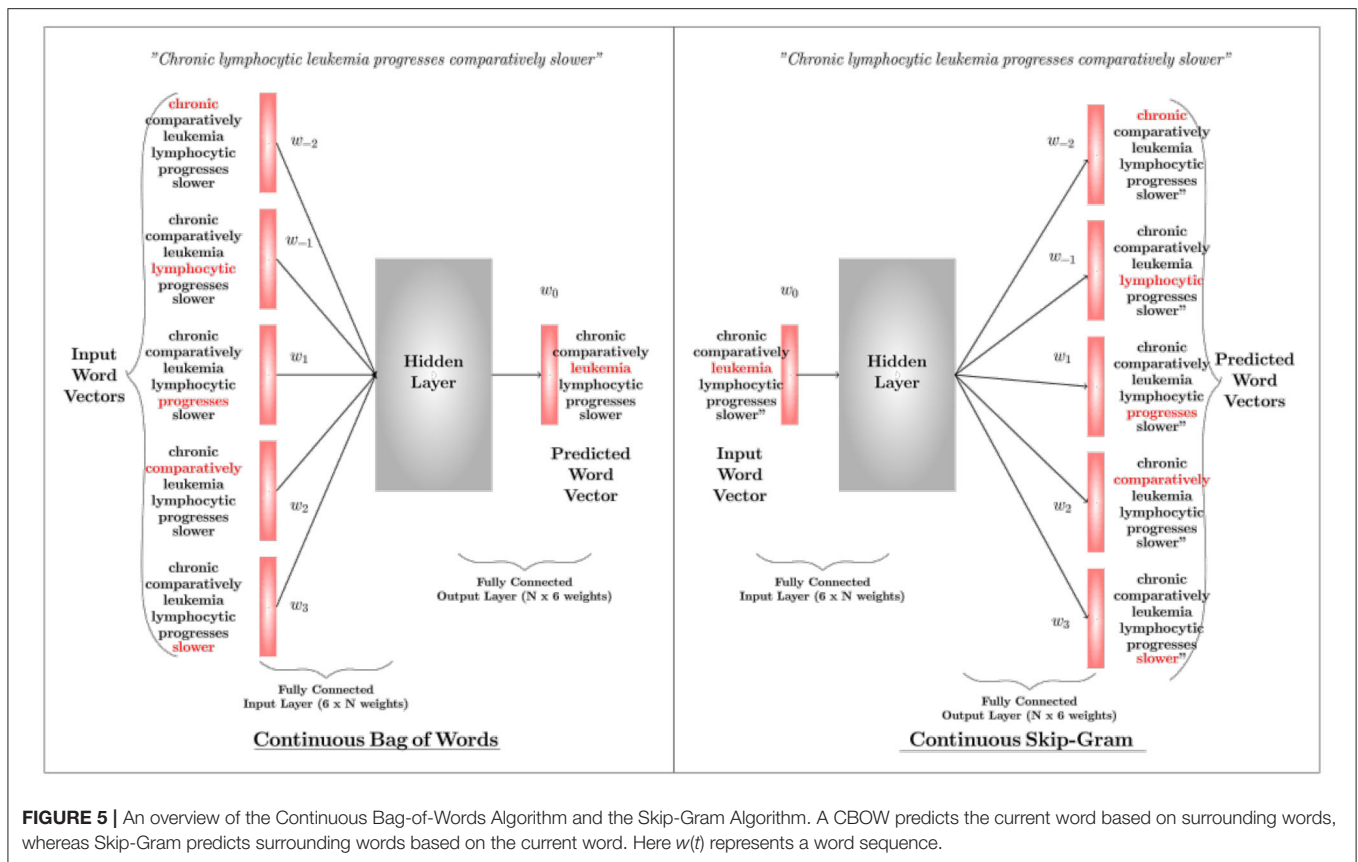 "Chronic lymphocytic leukemia progresses comparatively slower"
chronic
comparatively
leukemia
lymphocytic
progresses
slower
w−2
chronic
comparatively
leukemia
lymphocytic
progresses
slower
w−1
chronic
comparatively
leukemia
lymphocytic
progresses
slower
w1
chronic
comparatively
leukemia
lymphocytic
progresses
slower
w2
chronic
comparatively
leukemia
lymphocytic
progresses
slower
w3
Input
Word
Vectors
Hidden
Layer
w0
chronic
comparatively
leukemia
lymphocytic
progresses
slower
Predicted
Word
Vector
Fully Connected
Output Layer (N x 6 weights)
Fully Connected
Input Layer (6 x N weights)
Continuous Bag of Words
"Chronic lymphocytic leukemia progresses comparatively slower"
w0
chronic
comparatively
leukemia
lymphocytic
progresses
slower"
Input
Word
Vector
Hidden
Layer
Fully Connected
Input Layer (6 x N weights)
w−2
chronic
comparatively
leukemia
lymphocytic
progresses
slower"
w−1
chronic
comparatively
leukemia
lymphocytic
progresses
slower"
w1
chronic
comparatively
leukemia
lymphocytic
progresses
slower"
w2
chronic
comparatively
leukemia
lymphocytic
progresses
slower"
w3
chronic
comparatively
leukemia
lymphocytic
progresses
slower"
Predicted
Word
Vectors
Fully Connected
Output Layer (N x 6 weights)
Continuous Skip-Gram
FIGURE 5 | An overview of the Continuous Bag-of-Words Algorithm and the Skip-Gram Algorithm. A CBOW predicts the current word based on surrounding words,
whereas Skip-Gram predicts surrounding words based on the current word. Here w(t) represents a word sequence.